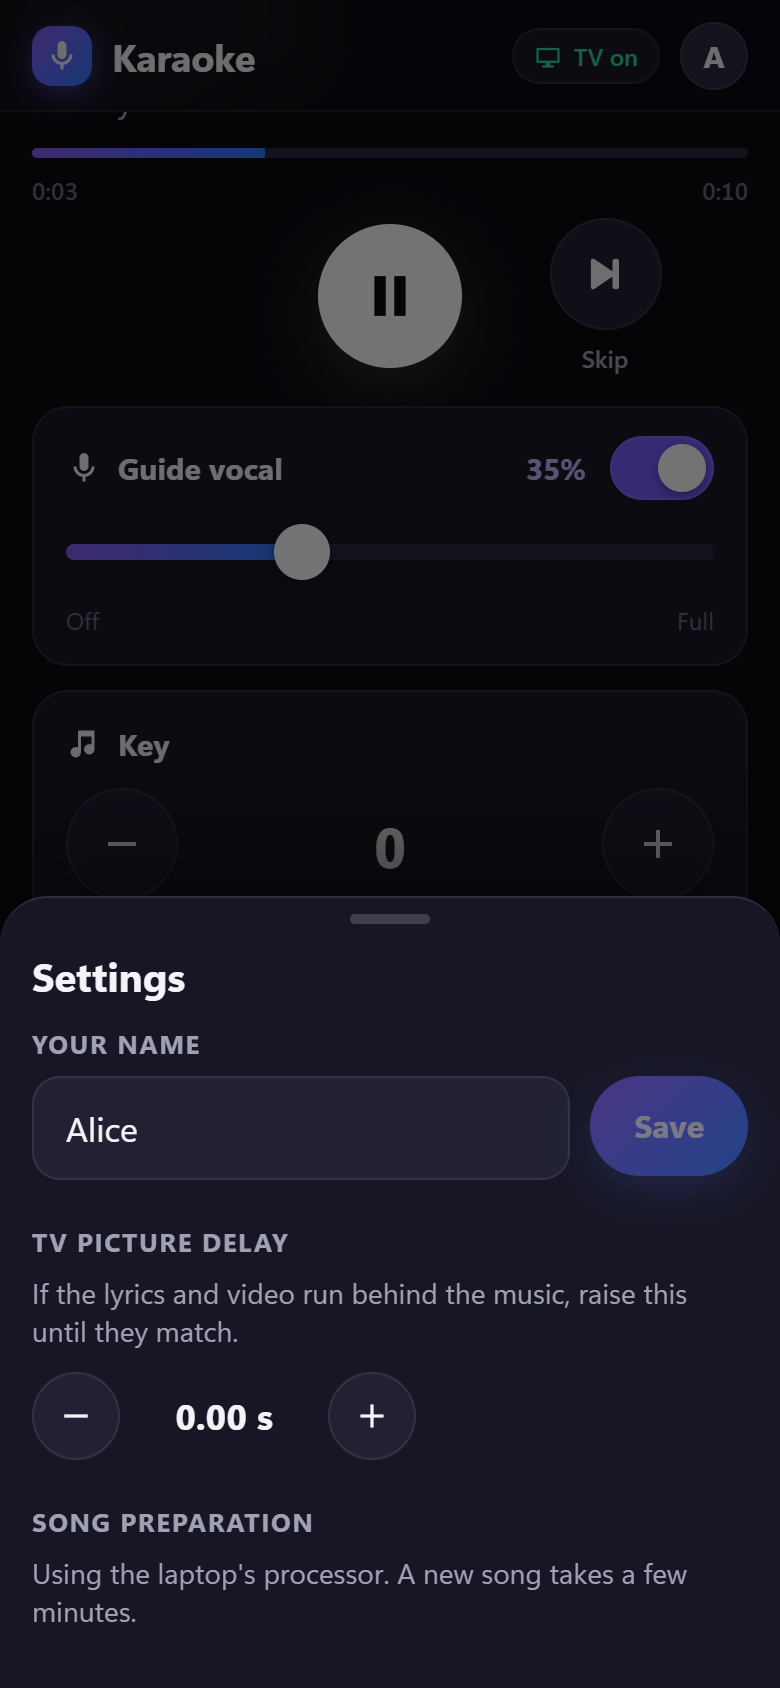 Karaoke
TV on
A
0:03
0:10
Skip
Guide vocal
35%
Off
Full
Key
0
Settings
YOUR NAME
Alice
Save
TV PICTURE DELAY
If the lyrics and video run behind the music, raise this
until they match.
0.00 s
SONG PREPARATION
Using the laptop's processor. A new song takes a few
minutes.